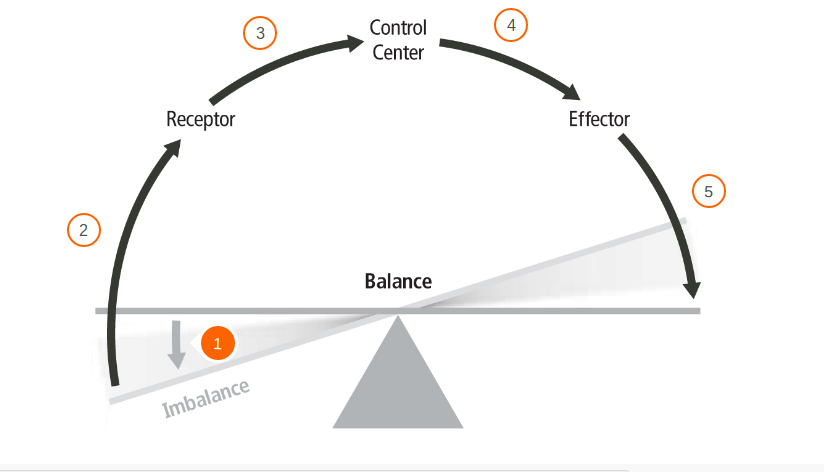 3
Control
Center
4
Receptor
Effector
2
5
Balance
1
Imbalance